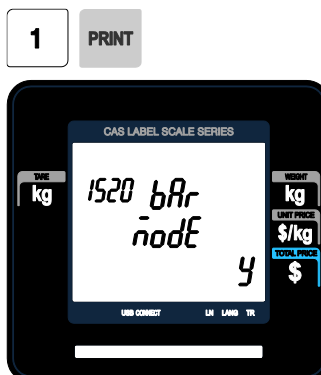 1 PRINT
CAS LABEL SCALE SERIES
TARE
kg
1520 bAr
nodE
y
WEIGHT
kg
UNIT PRICE
$/kg
TOTAL PRICE
$
USB CONNECT LN LANG TR